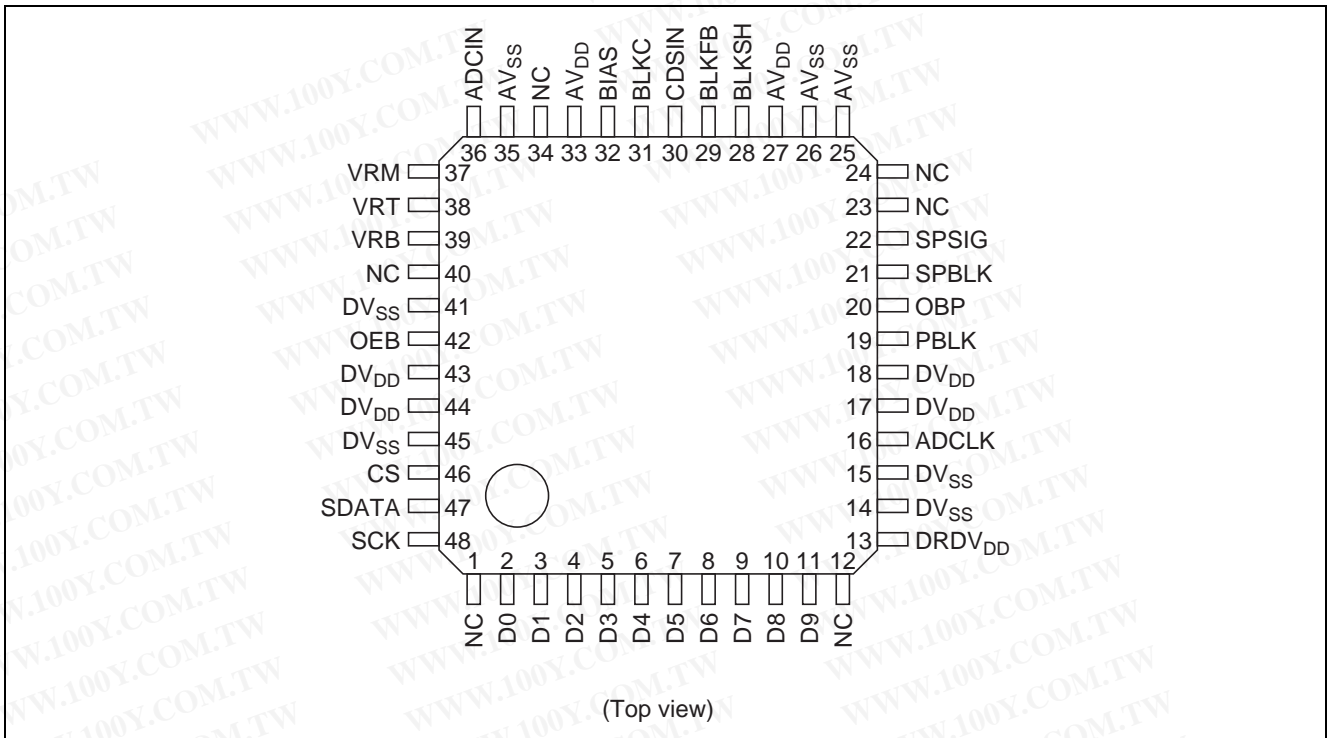 ADCIN
AVSS
NC
AVDD
BIAS
BLKC
CDSIN
BLKFB
BLKSH
AVDD
AVSS
AVSS
36 35 34 33 32 31 30 29 28 27 26 25
VRM 37
VRT 38
VRB 39
NC 40
DVSS 41
OEB 42
DVDD 43
DVDD 44
DVSS 45
CS 46
SDATA 47
SCK 48
24 NC
23 NC
22 SPSIG
21 SPBLK
20 OBP
19 PBLK
18 DVDD
17 DVDD
16 ADCLK
15 DVSS
14 DVSS
13 DRDVDD
1 2 3 4 5 6 7 8 9 10 11 12
NC
D0
D1
D2
D3
D4
D5
D6
D7
D8
D9
NC
(Top view)
WWW.100Y.COM.TW